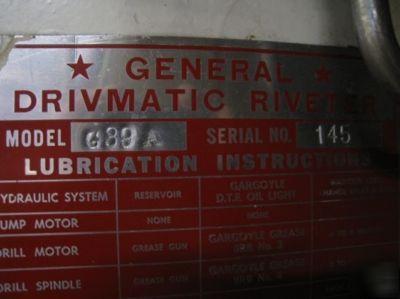 ★ GENERAL
DRIVMATIC RIVETER
MODEL G89A SERIAL NO. 145
LUBRICATION INSTRUCTIONS
HYDRAULIC SYSTEM RESERVOIR GARGOYLE D.T.E. OIL LIGHT
PUMP MOTOR NONE NONE
DRILL MOTOR GREASE GUN GARGOYLE GREASE
DRILL SPINDLE GREASE GUN GARGOYLE GREASE